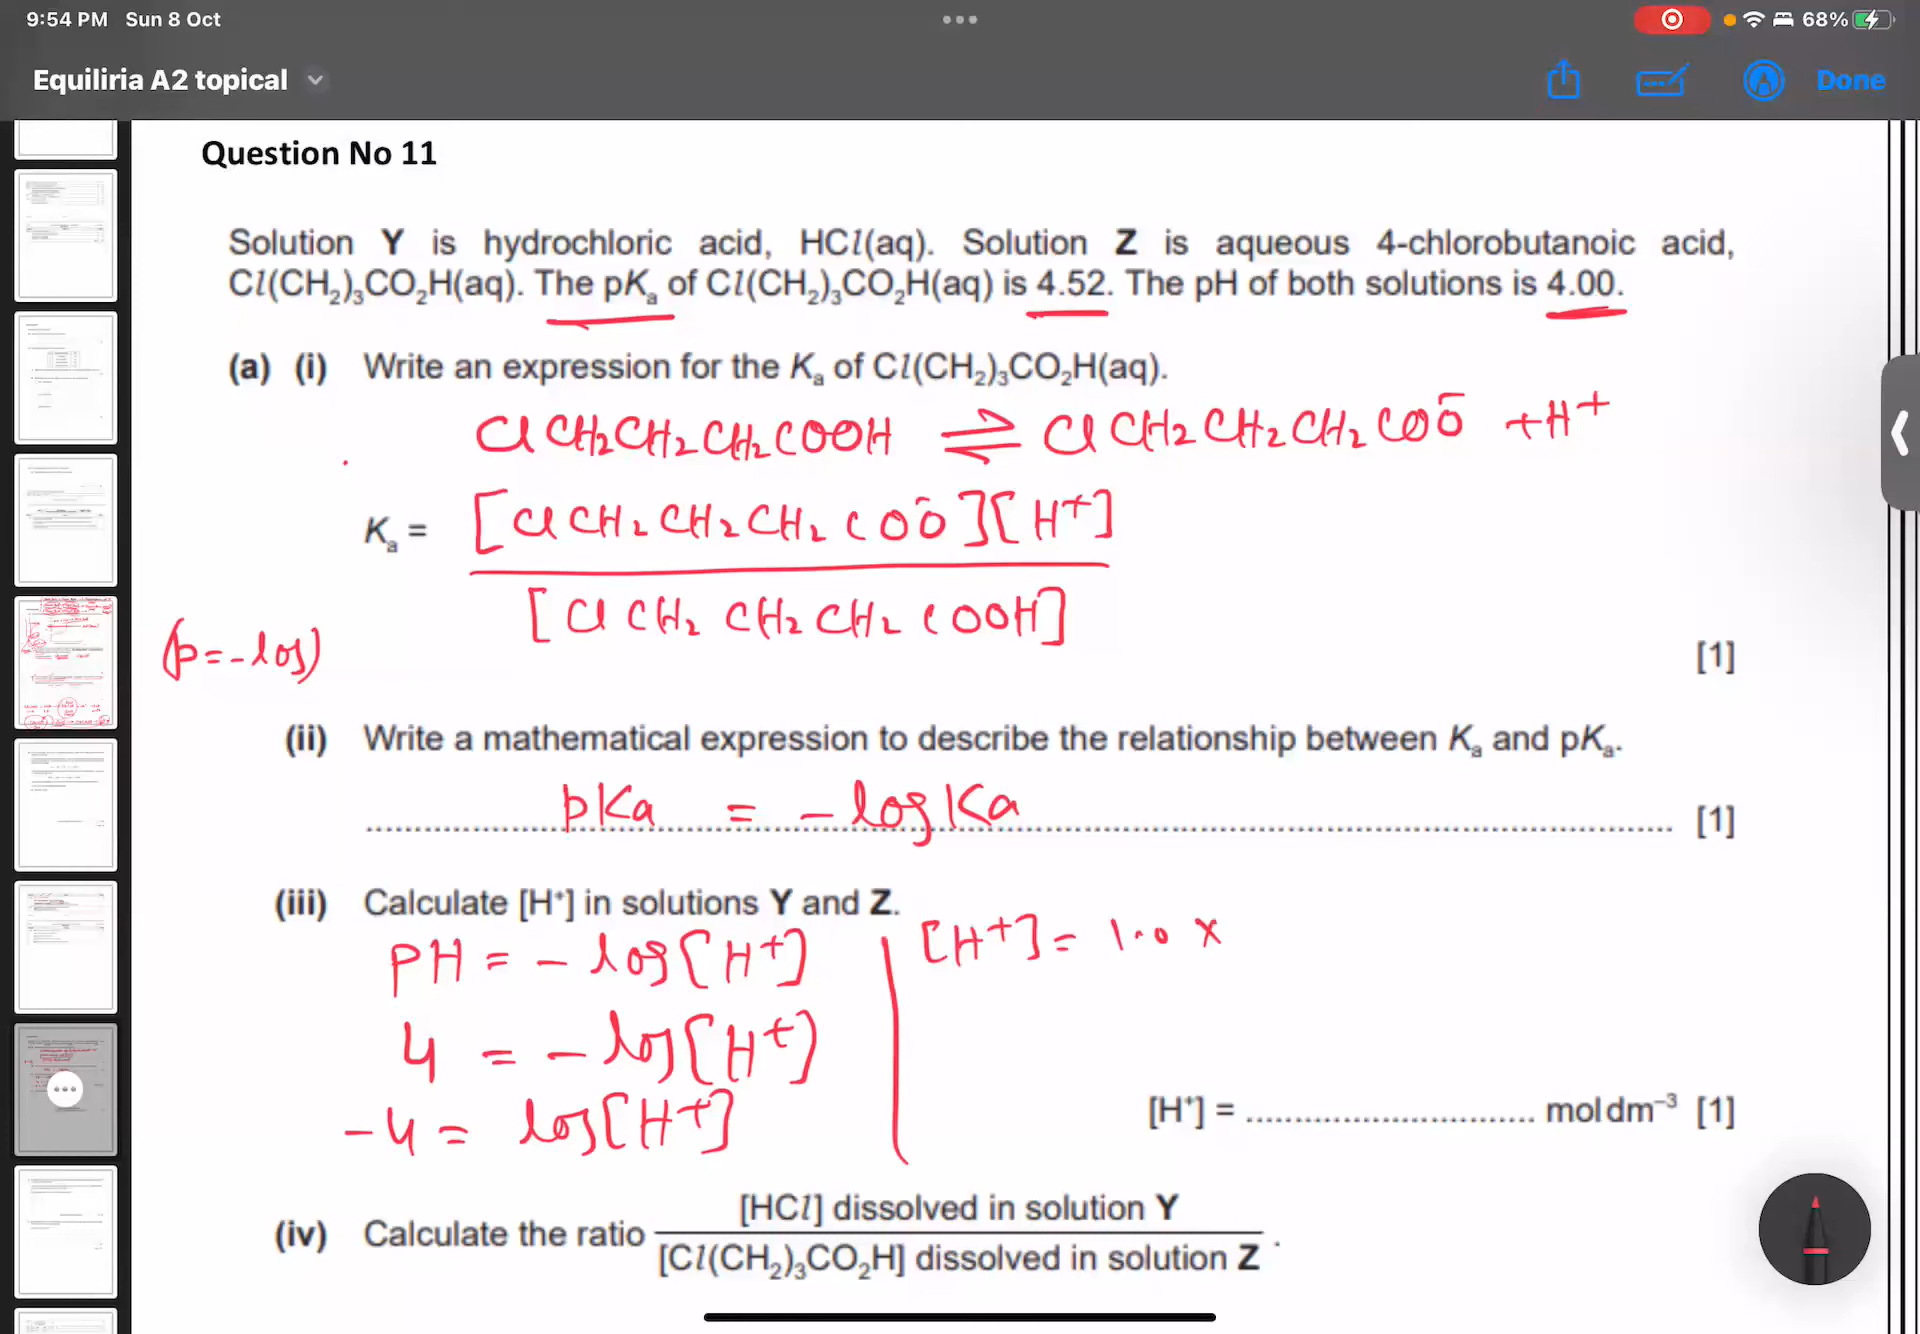 9:54 PM Sun 8 Oct
68%
Equiliria A2 topical
Done
Question No 11
Solution Y is hydrochloric acid, HCl(aq). Solution Z is aqueous 4-chlorobutanoic acid,
Cl(CH₂)₃CO₂H(aq). The pKₐ of Cl(CH₂)₃CO₂H(aq) is 4.52. The pH of both solutions is 4.00.
(a) (i) Write an expression for the Kₐ of Cl(CH₂)₃CO₂H(aq).
ClCH₂CH₂CH₂COOH ⇌ ClCH₂CH₂CH₂COO⁻ + H⁺
Kₐ = [ClCH₂CH₂CH₂COO⁻][H⁺]
[ClCH₂CH₂CH₂COOH]
(p=-log)
[1]
(ii) Write a mathematical expression to describe the relationship between Kₐ and pKₐ.
pKa = -log Ka [1]
(iii) Calculate [H⁺] in solutions Y and Z.
PH = -log[H⁺]
[H⁺] = 1.0 x
4 = -log[H⁺]
-4 = log[H⁺]
[H⁺] = .............................. mol dm⁻³ [1]
(iv) Calculate the ratio
[HCl] dissolved in solution Y
[Cl(CH₂)₃CO₂H] dissolved in solution Z .